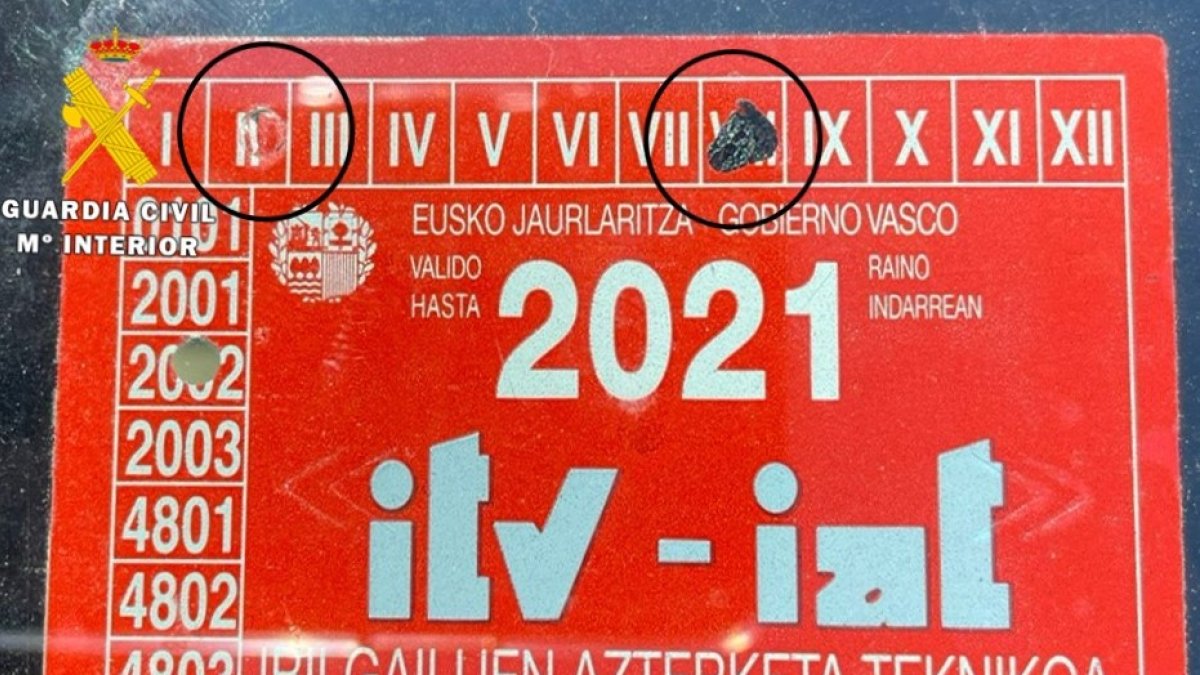 I II III IV V VI VII IX X XI XII
GUARDIA CIVIL
Mº INTERIOR
EUSKO JAURLARITZA - GOBIERNO VASCO
VALIDO
HASTA
2021
RAINO
INDARREAN
2001
2002
2003
4801
4802
itv - iat